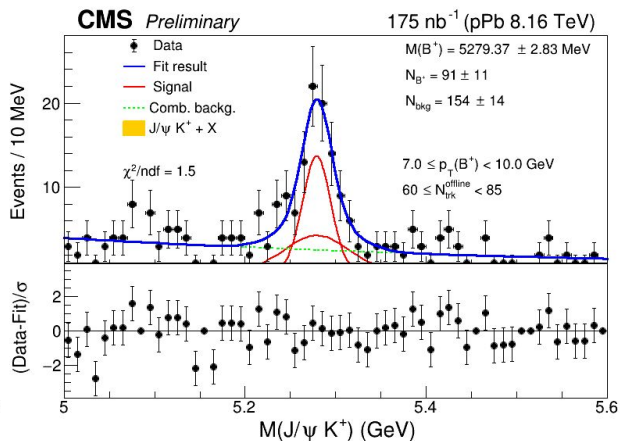 CMS Preliminary 175 nb⁻¹ (pPb 8.16 TeV)
Data
Fit result
Signal
Comb. backg.
J/ψ K⁺ + X
χ²/ndf = 1.5
M(B⁺) = 5279.37 ± 2.83 MeV
N_B⁺ = 91 ± 11
N_bkg = 154 ± 14
7.0 ≤ p_T(B⁺) < 10.0 GeV
60 ≤ N_trk^offline < 85
Events / 10 MeV
20
10
(Data-Fit)/σ
2
0
−2
5 5.2 5.4 5.6
M(J/ψ K⁺) (GeV)